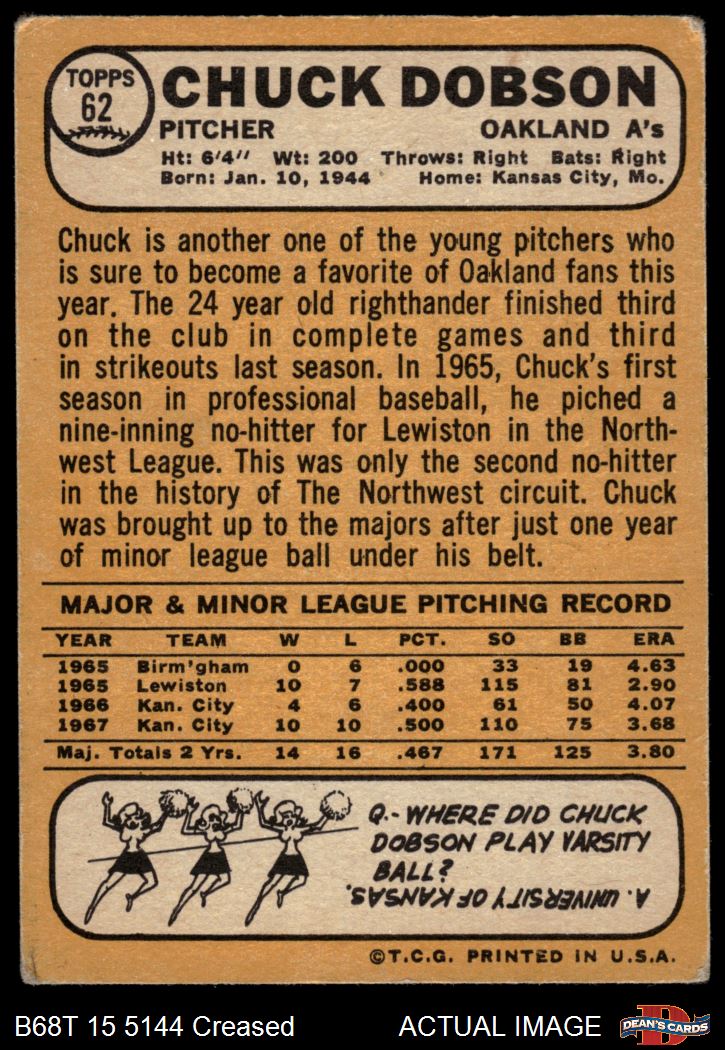 TOPPS
62
CHUCK DOBSON
PITCHER OAKLAND A's
Ht: 6'4" Wt: 200 Throws: Right Bats: Right
Born: Jan. 10, 1944 Home: Kansas City, Mo.
Chuck is another one of the young pitchers who
is sure to become a favorite of Oakland fans this
year. The 24 year old righthander finished third
on the club in complete games and third
in strikeouts last season. In 1965, Chuck's first
season in professional baseball, he piched a
nine-inning no-hitter for Lewiston in the North-
west League. This was only the second no-hitter
in the history of The Northwest circuit. Chuck
was brought up to the majors after just one year
of minor league ball under his belt.
MAJOR & MINOR LEAGUE PITCHING RECORD
YEAR TEAM W L PCT. SO BB ERA
1965 Birm'gham 0 6 .000 33 19 4.63
1965 Lewiston 10 7 .588 115 81 2.90
1966 Kan. City 4 6 .400 61 50 4.07
1967 Kan. City 10 10 .500 110 75 3.68
Maj. Totals 2 Yrs. 14 16 .467 171 125 3.80
Q.- WHERE DID CHUCK
DOBSON PLAY VARSITY
BALL?
A. UNIVERSITY OF KANSAS.
©T.C.G. PRINTED IN U.S.A.
B68T 15 5144 Creased ACTUAL IMAGE
D
DEAN'S CARDS